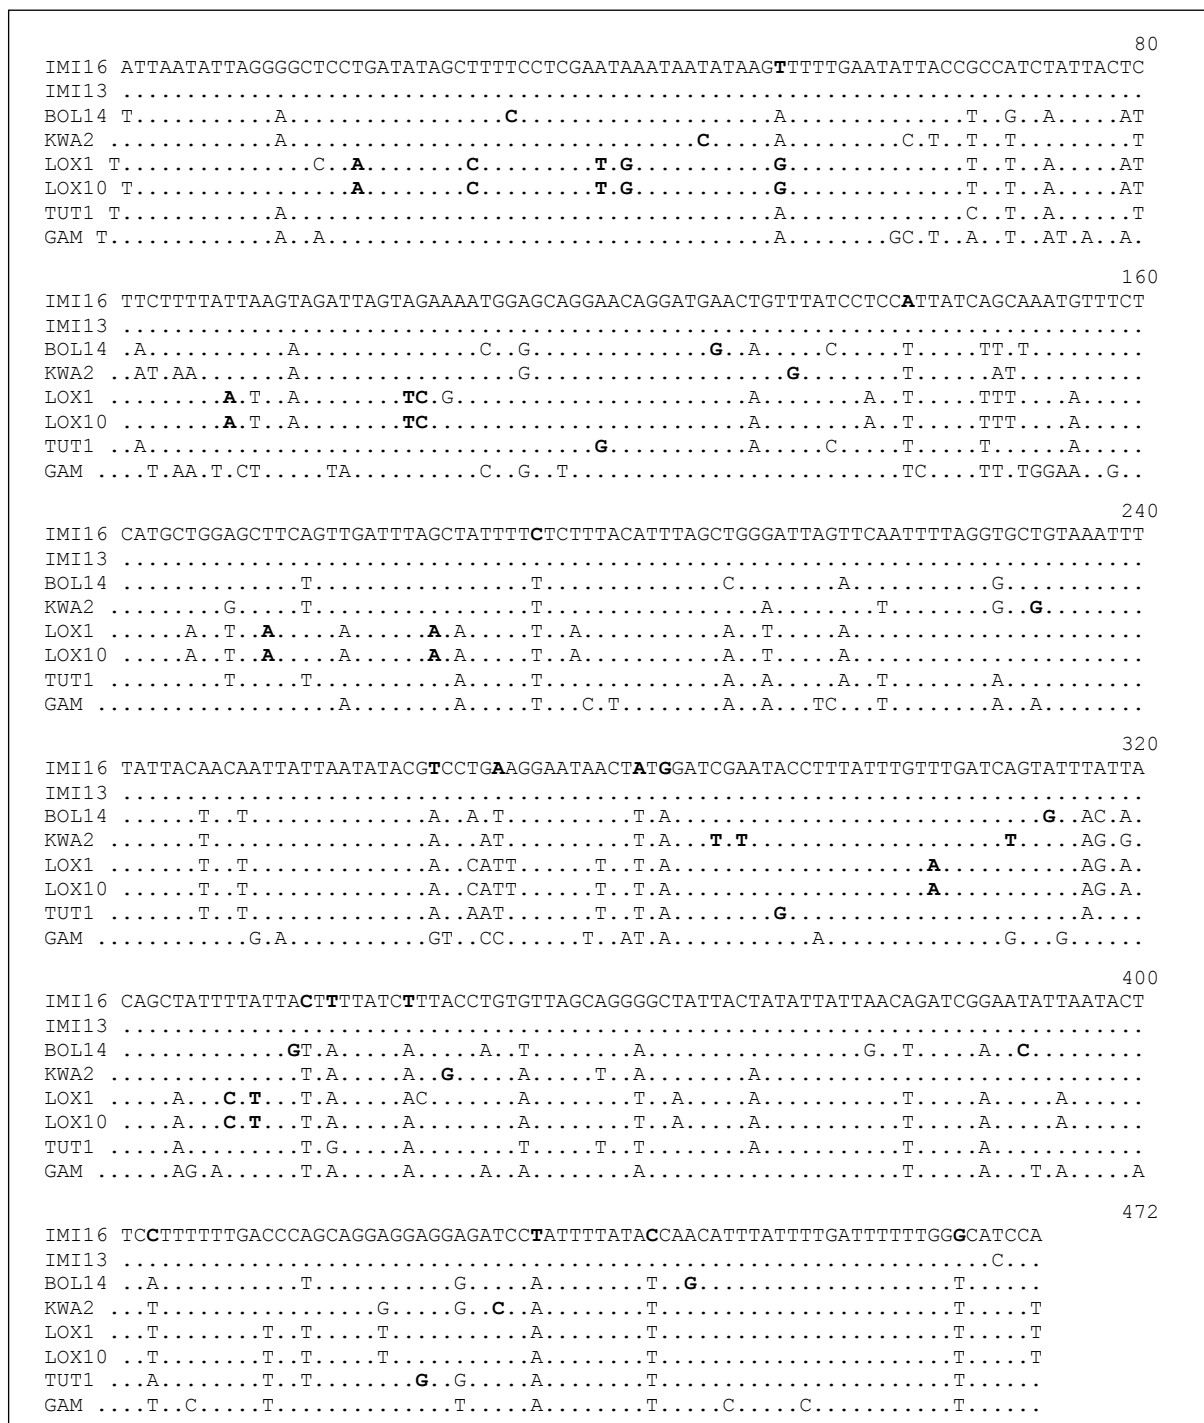 80
IMI16 ATTAATATTAGGGGCTCCTGATATAGCTTTTCCTCGAATAAATAATATAAGTTTTTGAATATTACCGCCATCTATTACTC
IMI13 ................................................................................
BOL14 T...........A.................C....................A..............T..G..A.....AT
KWA2 .............A................................C...............C.T..T..T.........T
LOX1 T...............C..A........C.........T.G...........G..............T..T..A.....AT
LOX10 T.................A........C.........T.G...........G..............T..T..A.....AT
TUT1 T............A......................................A..............C..T..A......T
GAM T.............A..A...................................A........GC.T..A..T..AT.A..A.
160
IMI16 TTCTTTTATTAAGTAGATTAGTAGAAAATGGAGCAGGAACAGGATGAACTGTTTATCCTCCATTATCAGCAAATGTTTCT
IMI13 ................................................................................
BOL14 .A...........A..............C..G..............G..A.....C.....T.....TT.T.........
KWA2 ..AT.AA.......A.................G....................G........T......AT..........
LOX1 .........A.T..A........TC.G.......................A........A..T.....TTT....A.....
LOX10 ........A.T..A........TC.........................A........A..T.....TTT....A.....
TUT1 ..A...................................G...........A.....C.....T.....T......A.....
GAM ....T.AA.T.CT.....TA..........C..G..T..........................TC....TT.TGGAA..G..
240
IMI16 CATGCTGGAGCTTCAGTTGATTTAGCTATTTTCTCTTTACATTTAGCTGGGATTAGTTCAATTTTAGGTGCTGTAAATTT
IMI13 ................................................................................
BOL14 ..............T.................T..............C........A...........G...........
KWA2 .........G.....T.................T.................A........T........G..G........
LOX1 ......A..T..A.....A......A.A.....T..A...........A..T.....A.......................
LOX10 .....A..T..A.....A......A.A.....T..A...........A..T.....A.......................
TUT1 .........T.....T...........A.....T..............A..A.....A..T........A...........
GAM ...................A........A.....T...C.T........A..A...TC...T........A..A........
320
IMI16 TATTACAACAATTATTAATATACGTCCTGAAGGAATAACTATGGATCGAATACCTTTATTTGTTTGATCAGTATTTATTA
IMI13 ................................................................................
BOL14 ......T..T..............A..A.T..........T.A.............................G..AC.A.
KWA2 .......T.................A...AT..........T.A...T.T....................T.....AG.G.
LOX1 .......T..T..............A..CATT......T..T.A....................A...........AG.A.
LOX10 ......T..T..............A..CATT......T..T.A....................A...........AG.A.
TUT1 .......T..T..............A..AAT.......T..T.A........G.......................A....
GAM ............G.A...........GT..CC......T..AT.A...........A..............G...G......
400
IMI16 CAGCTATTTTATTACTTTTATCTTTACCTGTGTTAGCAGGGGCTATTACTATATTATTAACAGATCGGAATATTAATACT
IMI13 ................................................................................
BOL14 .............GT.A.....A.....A..T........A.................G..T.....A..C.........
KWA2 ...............T.A.....A..G.....A.....T..A........A..............................
LOX1 .....A...C.T...T.A.....AC.......A........T..A.....A...........T.....A.....A......
LOX10 ....A...C.T...T.A.....A........A........T..A.....A...........T.....A.....A......
TUT1 .....A.........T.G.....A........T.....T..T........A...........T.....A............
GAM ......AG.A......T.A.....A.....A..A........A....................T.....A...T.A.....A
472
IMI16 TCCTTTTTTGACCCAGCAGGAGGAGGAGATCCTATTTTATACCAACATTTATTTTGATTTTTTGGGCATCCA
IMI13 ....................................................................C...
BOL14 ..A...........T...........G.....A........T..G....................T......
KWA2 ...T.................G.....G..C..A........T.......................T.....T
LOX1 ...T........T..T.....T...........A........T.......................T.....T
LOX10 ..T........T..T.....T...........A........T.......................T.....T
TUT1 ...A........T..T........G..G.....A........T.......................T......
GAM ....T..C.....T..............T.....A........T.....C.....C...........T......